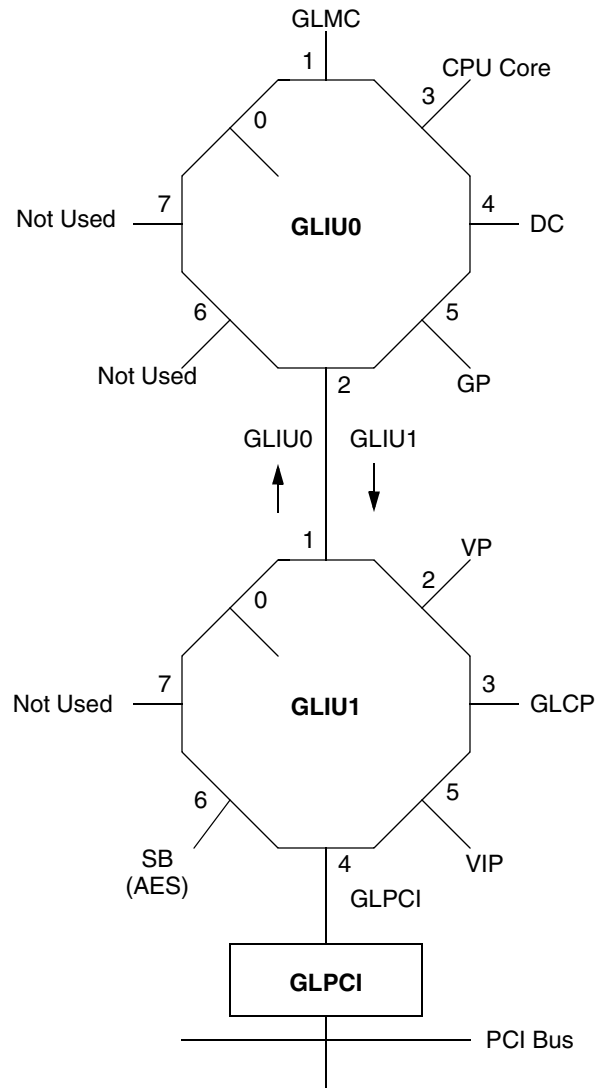 GLMC
1
CPU Core
3
0
Not Used
7
GLIU0
4
DC
6
5
Not Used
2
GP
GLIU0
GLIU1
1
VP
2
0
Not Used
7
GLIU1
3
GLCP
6
5
SB
(AES)
4
VIP
GLPCI
GLPCI
PCI Bus